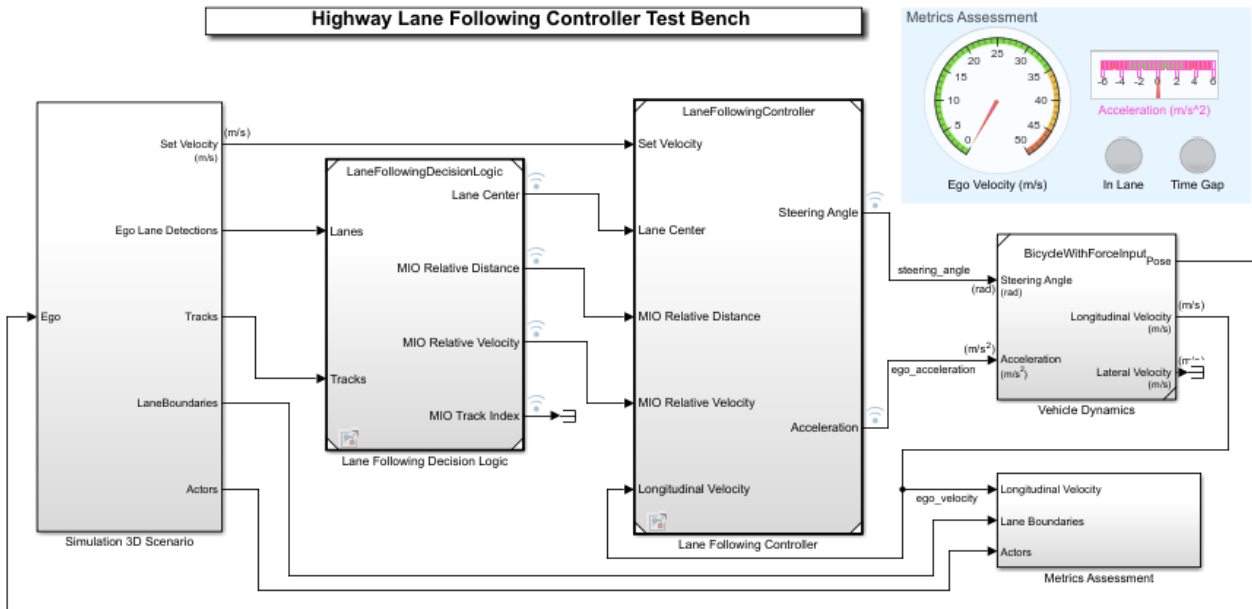 Highway Lane Following Controller Test Bench
Metrics Assessment
0
5
10
15
20
25
30
35
40
45
50
Ego Velocity (m/s)
-6 -4 -2 0 2 4 6
Acceleration (m/s^2)
In Lane
Time Gap
Ego
Set Velocity
(m/s)
Ego Lane Detections
Tracks
LaneBoundaries
Actors
Simulation 3D Scenario
(m/s)
LaneFollowingDecisionLogic
Lanes
Tracks
Lane Center
MIO Relative Distance
MIO Relative Velocity
MIO Track Index
Lane Following Decision Logic
LaneFollowingController
Set Velocity
Lane Center
MIO Relative Distance
MIO Relative Velocity
Longitudinal Velocity
Steering Angle
Acceleration
Lane Following Controller
steering_angle
(rad)
(m/s²)
ego_acceleration
BicycleWithForceInput
Pose
Steering Angle
(rad)
Longitudinal Velocity
(m/s)
Acceleration
(m/s²)
Lateral Velocity
(m/s)
Vehicle Dynamics
(m/s)
ego_velocity
Longitudinal Velocity
Lane Boundaries
Actors
Metrics Assessment